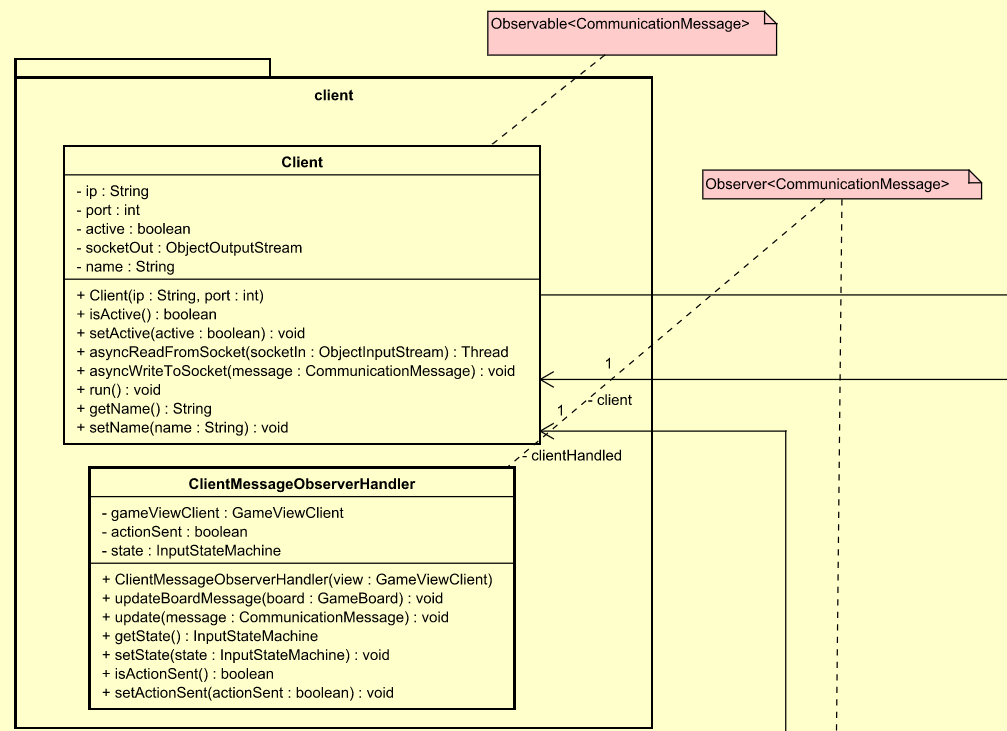 Observable<CommunicationMessage>
client
Observer<CommunicationMessage>
Client
- ip : String
- port : int
- active : boolean
- socketOut : ObjectOutputStream
- name : String
+ Client(ip : String, port : int)
+ isActive() : boolean
+ setActive(active : boolean) : void
+ asyncReadFromSocket(socketIn : ObjectInputStream) : Thread
+ asyncWriteToSocket(message : CommunicationMessage) : void
+ run() : void
+ getName() : String
+ setName(name : String) : void
1
- client
1
- clientHandled
ClientMessageObserverHandler
- gameViewClient : GameViewClient
- actionSent : boolean
- state : InputStateMachine
+ ClientMessageObserverHandler(view : GameViewClient)
+ updateBoardMessage(board : GameBoard) : void
+ update(message : CommunicationMessage) : void
+ getState() : InputStateMachine
+ setState(state : InputStateMachine) : void
+ isActionSent() : boolean
+ setActionSent(actionSent : boolean) : void